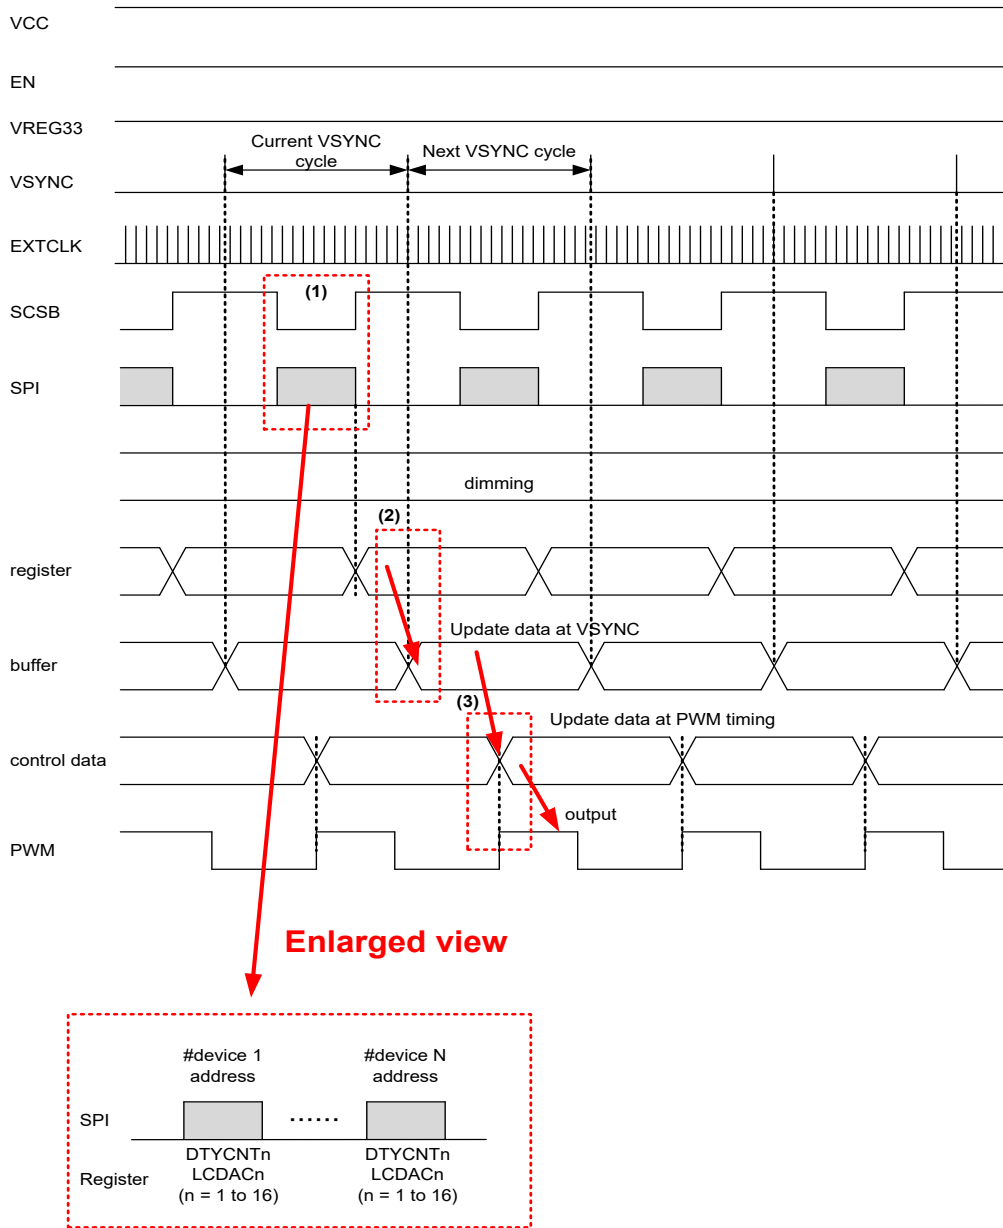 VCC
EN
VREG33
Current VSYNC
cycle
Next VSYNC cycle
VSYNC
EXTCLK
(1)
SCSB
SPI
dimming
(2)
register
Update data at VSYNC
buffer
(3)
Update data at PWM timing
control data
output
PWM
Enlarged view
#device 1
address
#device N
address
SPI
......
DTYCNTn
LCDACn
(n = 1 to 16)
DTYCNTn
LCDACn
(n = 1 to 16)
Register